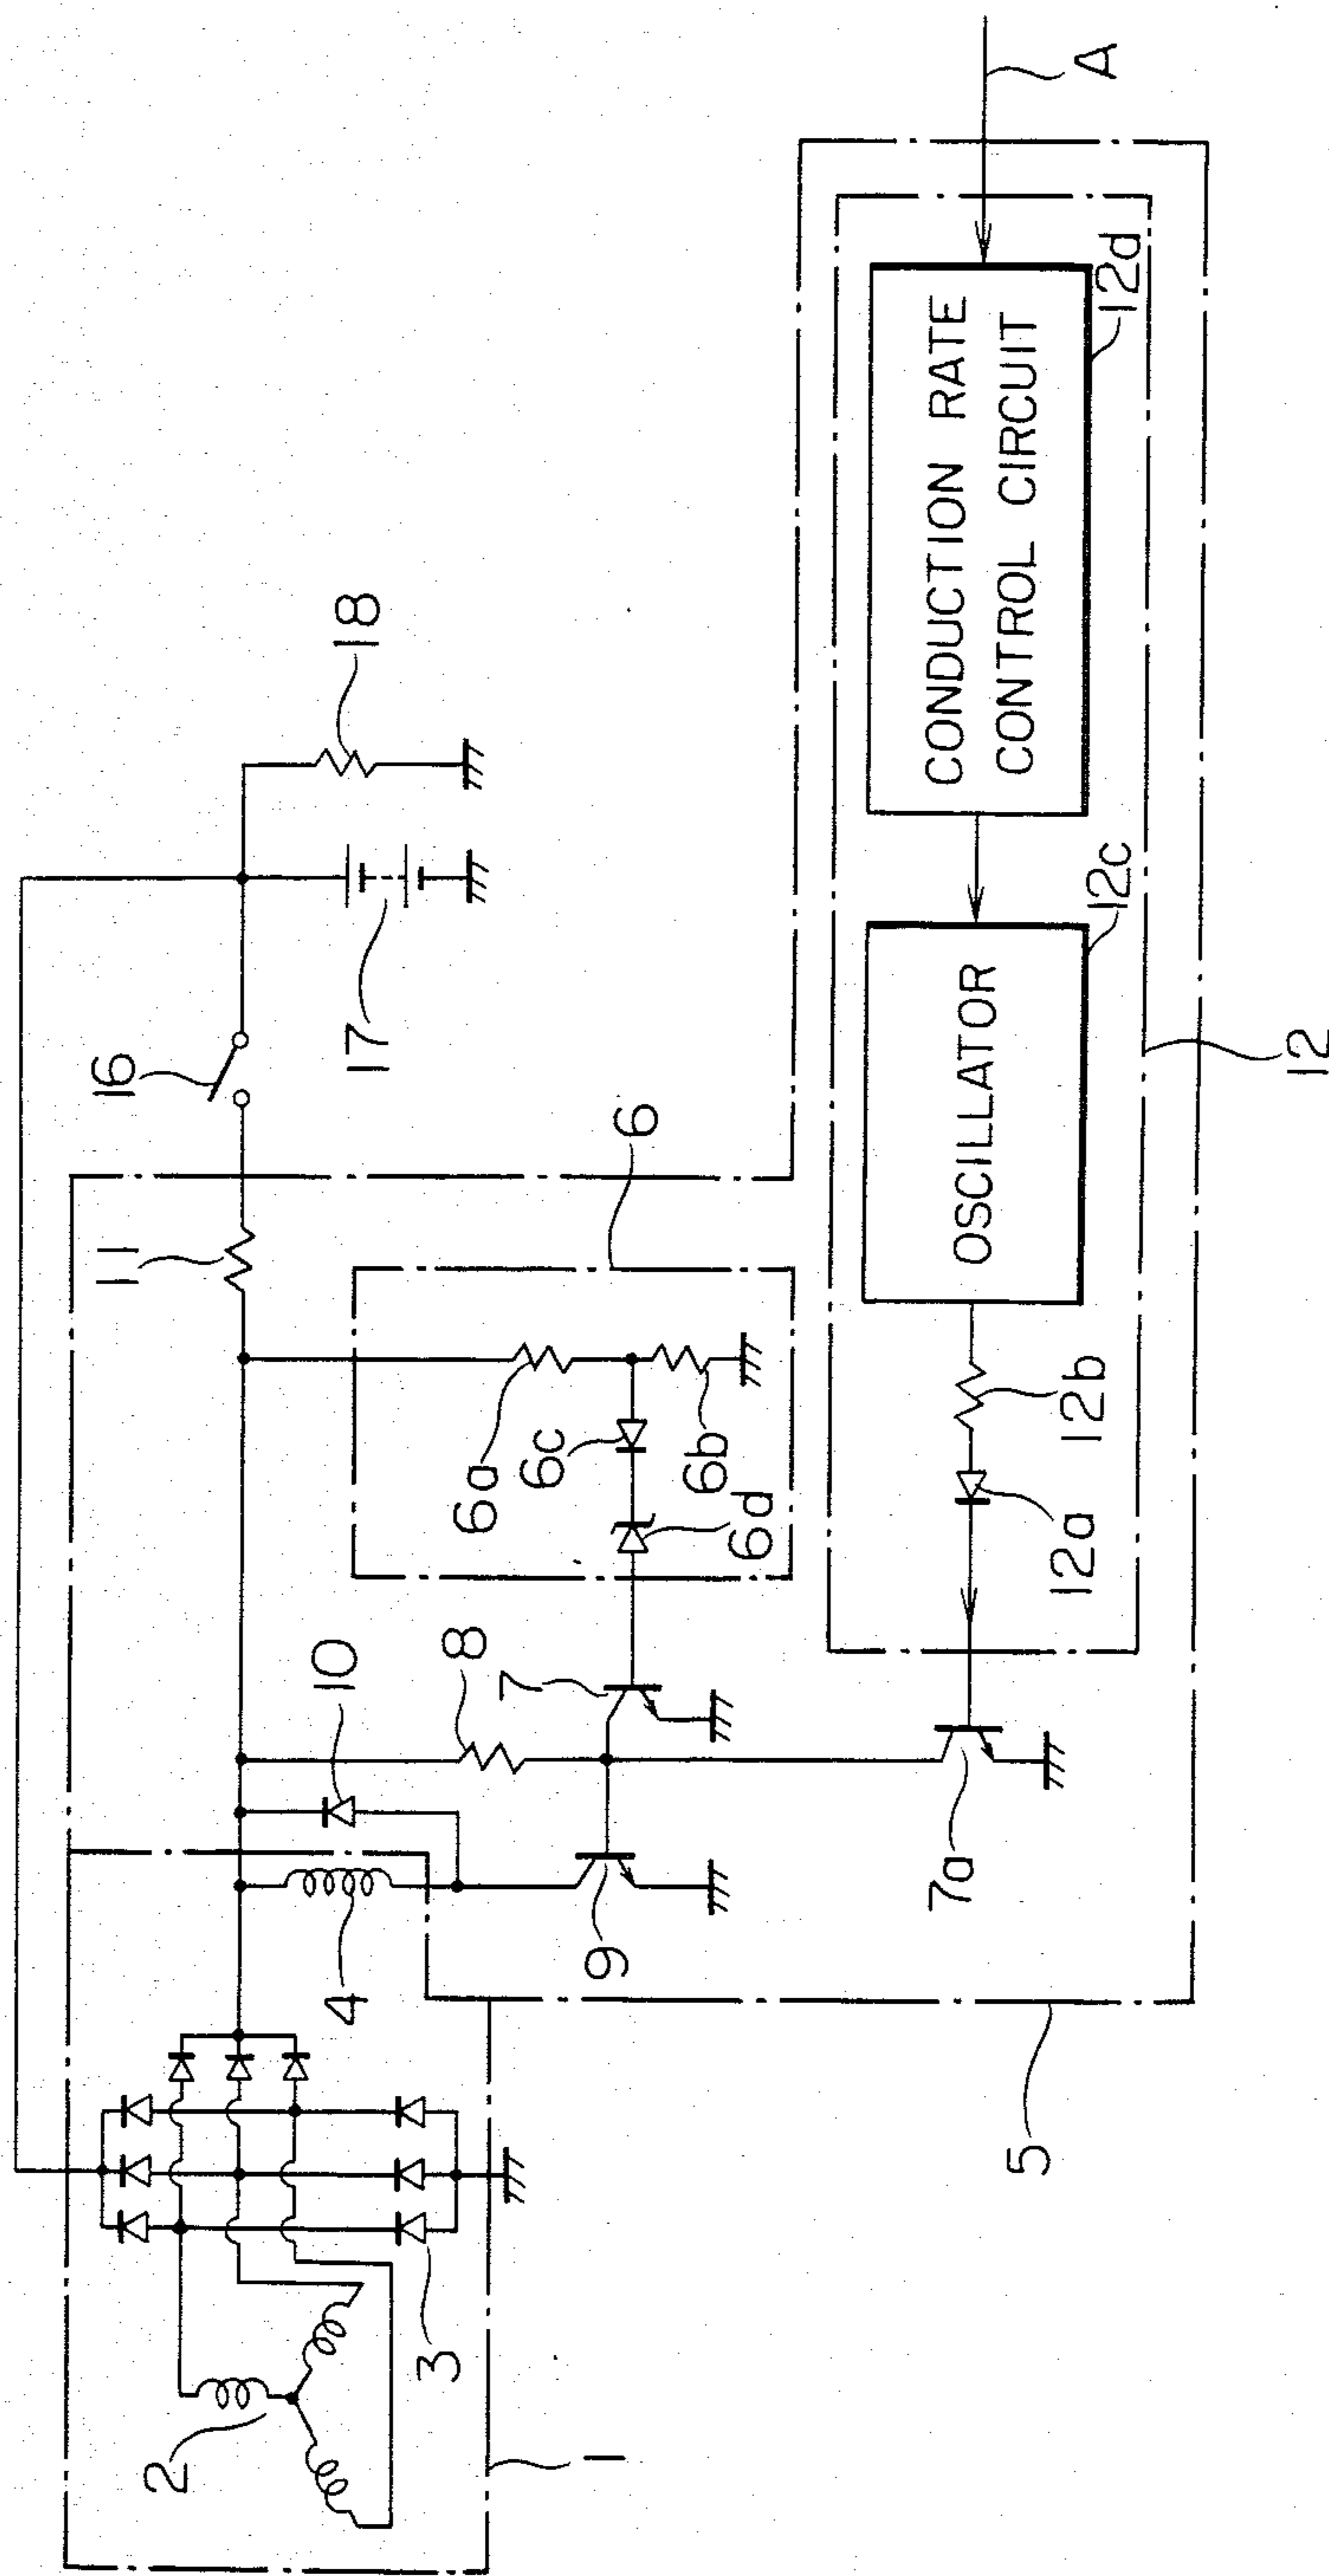 1
2
3
4
5
6
6a
6b
6c
6d
7
7a
8
9
10
11
12
12a
12b
12c
12d
16
17
18
A
OSCILLATOR
CONDUCTION RATE
CONTROL CIRCUIT